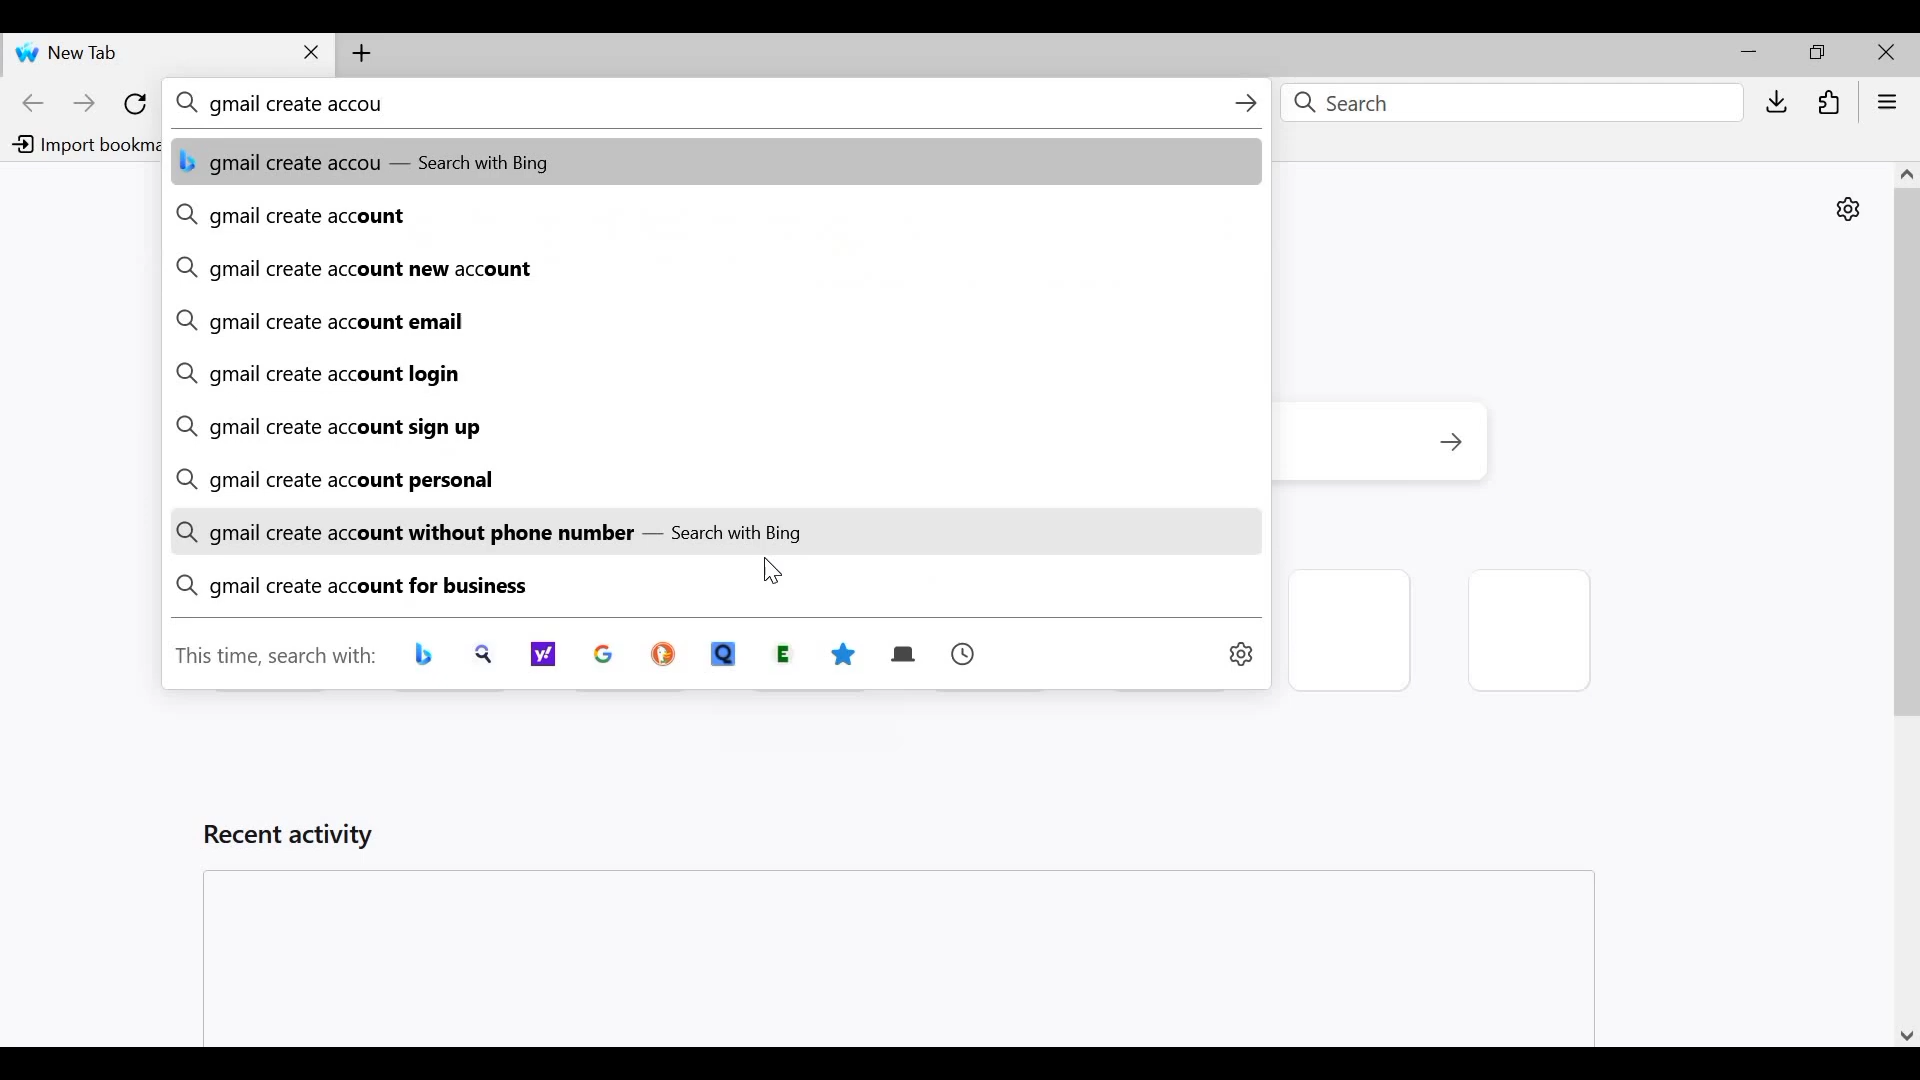 New Tab
gmail create accou
Search
Import bookma
gmail create accou — Search with Bing
gmail create account
gmail create account new account
gmail create account email
gmail create account login
gmail create account sign up
gmail create account personal
gmail create account without phone number — Search with Bing
gmail create account for business
This time, search with:
Recent activity